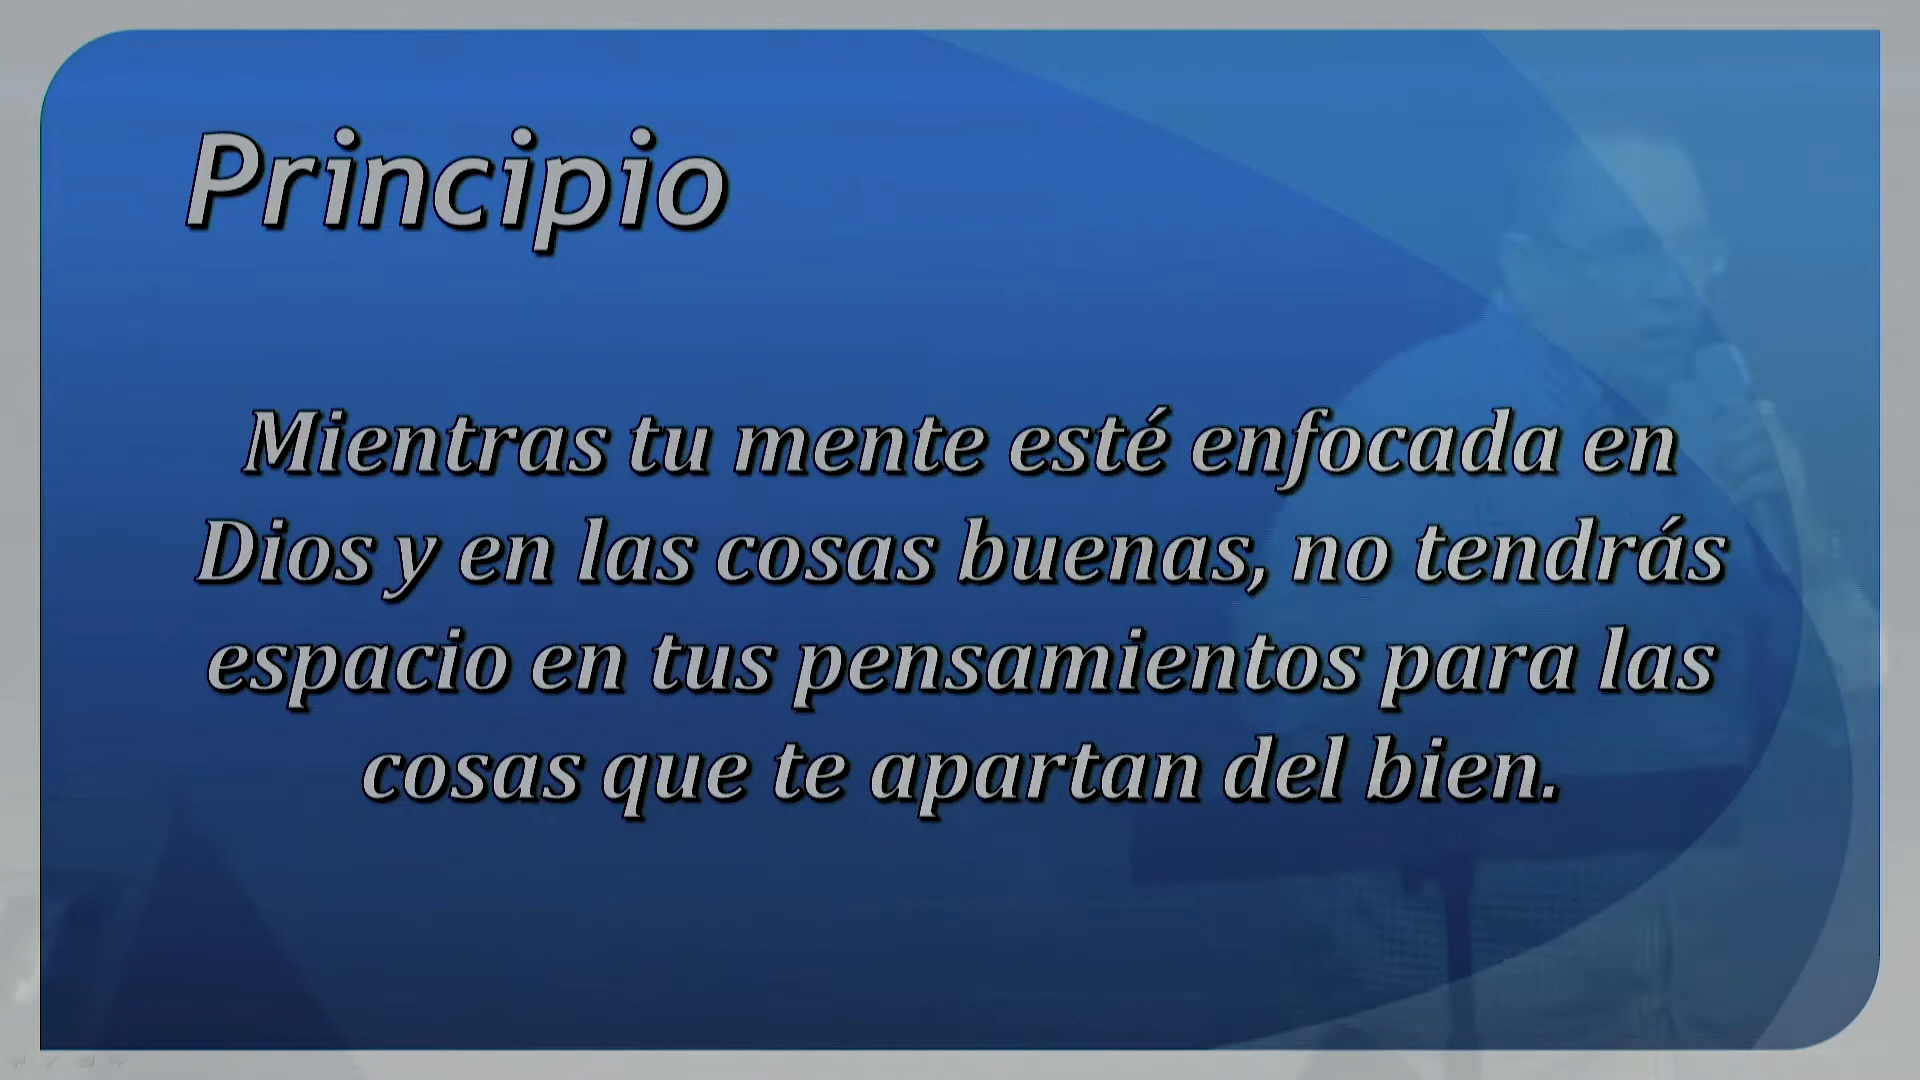 Principio
Mientras tu mente esté enfocada en
Dios y en las cosas buenas, no tendrás
espacio en tus pensamientos para las
cosas que te apartan del bien.